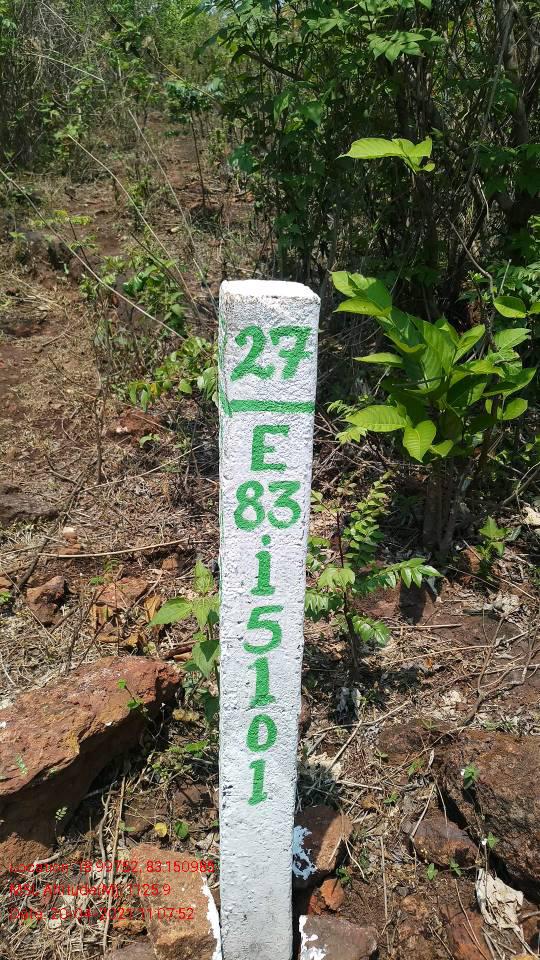 27
E
83
.
1
5
1
0
1
Location: 18.99762, 83.150985
MSL Altitude(M), 1125.9
Date: 20-04-2021 11:07:52